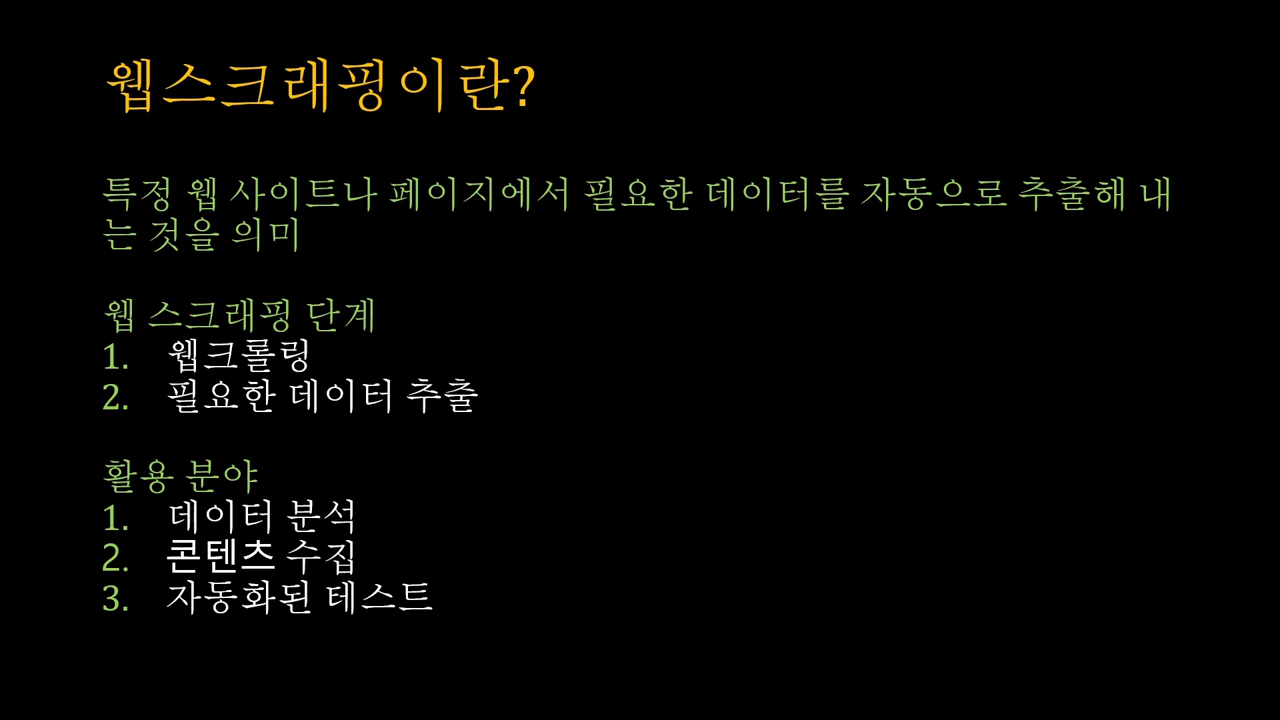 웹스크래핑이란?
특정 웹 사이트나 페이지에서 필요한 데이터를 자동으로 추출해 내
는 것을 의미
웹 스크래핑 단계
1. 웹크롤링
2. 필요한 데이터 추출
활용 분야
1. 데이터 분석
2. 콘텐츠 수집
3. 자동화된 테스트